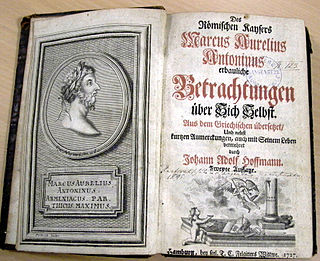 MARCUS AURELIUS
ANTONINUS
ARMENIACUS PAR
THICUS MAXIMUS.
Des
Römischen Kaysers
Marcus Aurelius
Antoninus
erbauliche
Betrachtungen
über Sich Selbst.
Aus dem Griechischen übersetzet/
Und nebst
kurtzen Anmerckungen, auch mit Seinem Leben
vermehret
durch
Johann Adolf Hoffmann.
Zweyte Auflage.
Hamburg, bey sel. T. C. Felginers Wittwe. 1727.